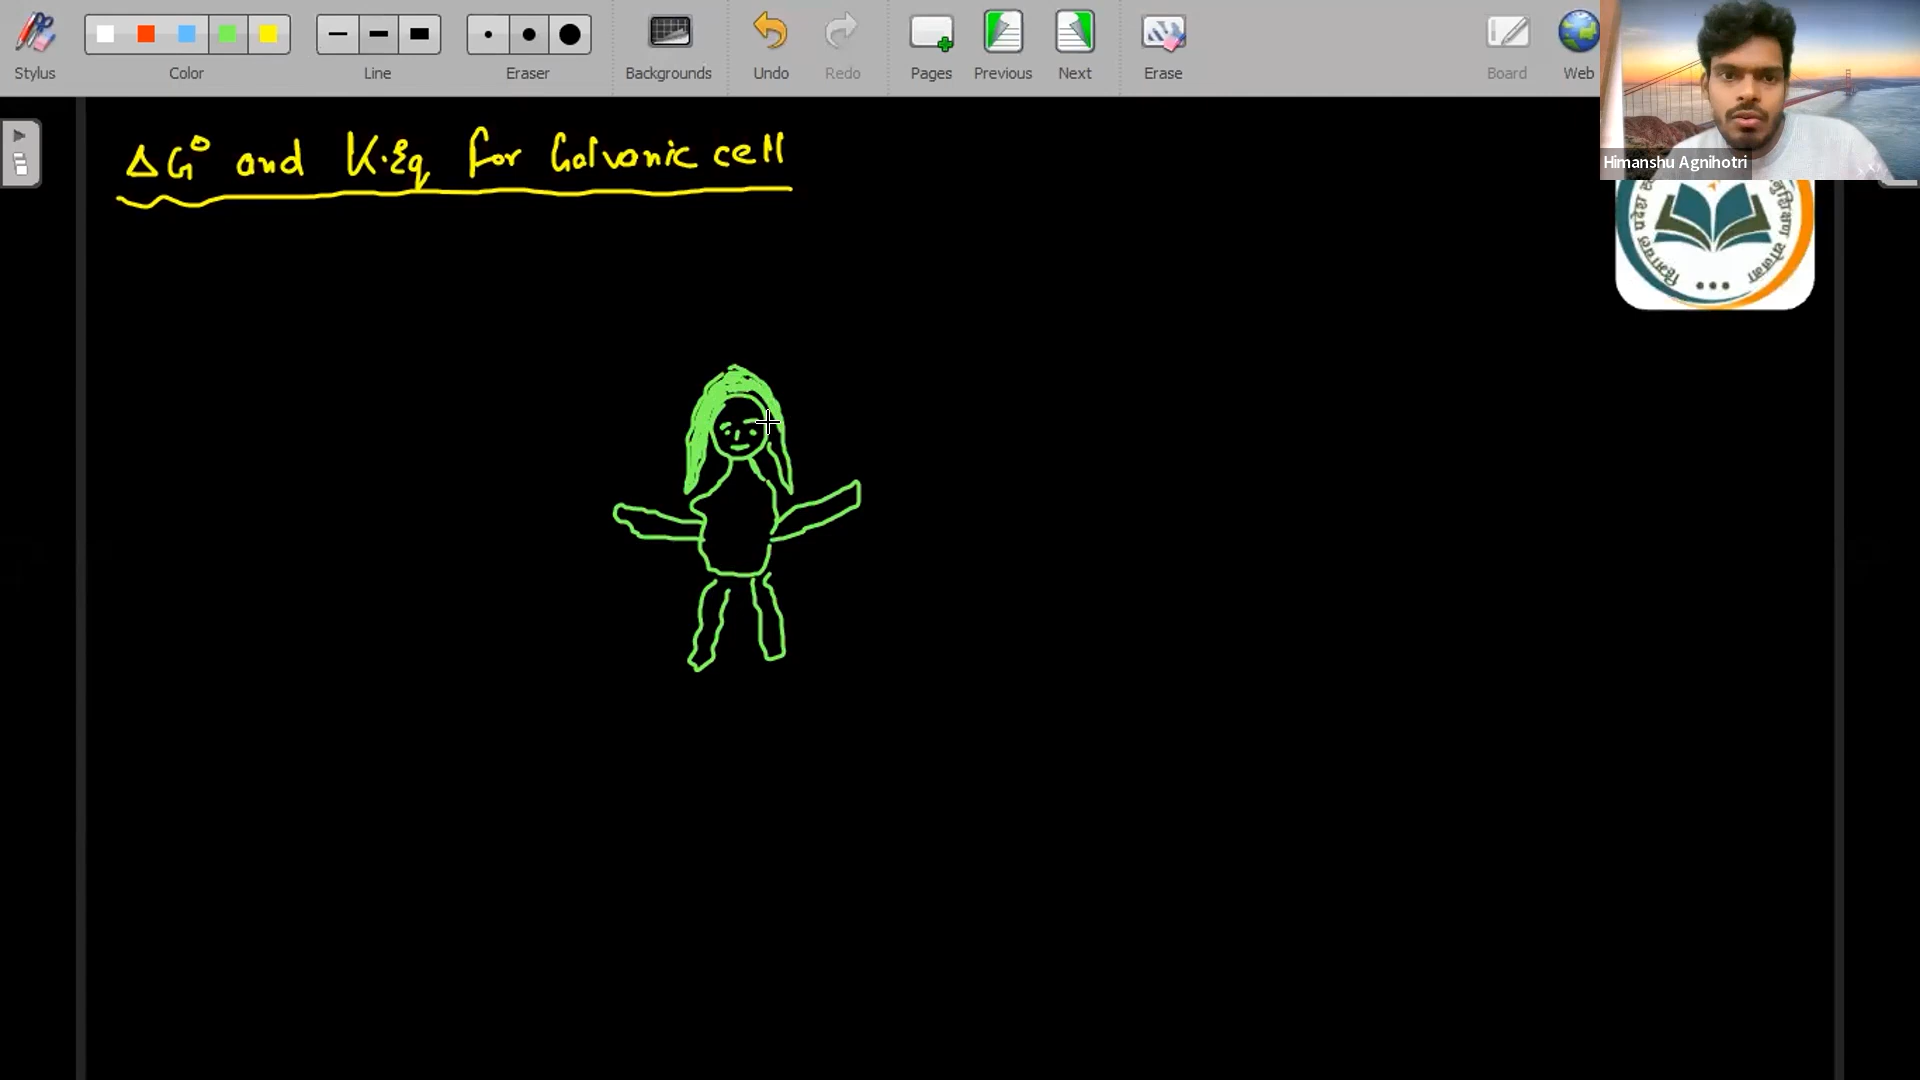 Stylus Color Line Eraser Backgrounds Undo Redo Pages Previous Next Erase Board Web
ΔG° and K.Eq for Galvanic cell
Himanshu Agnihotri